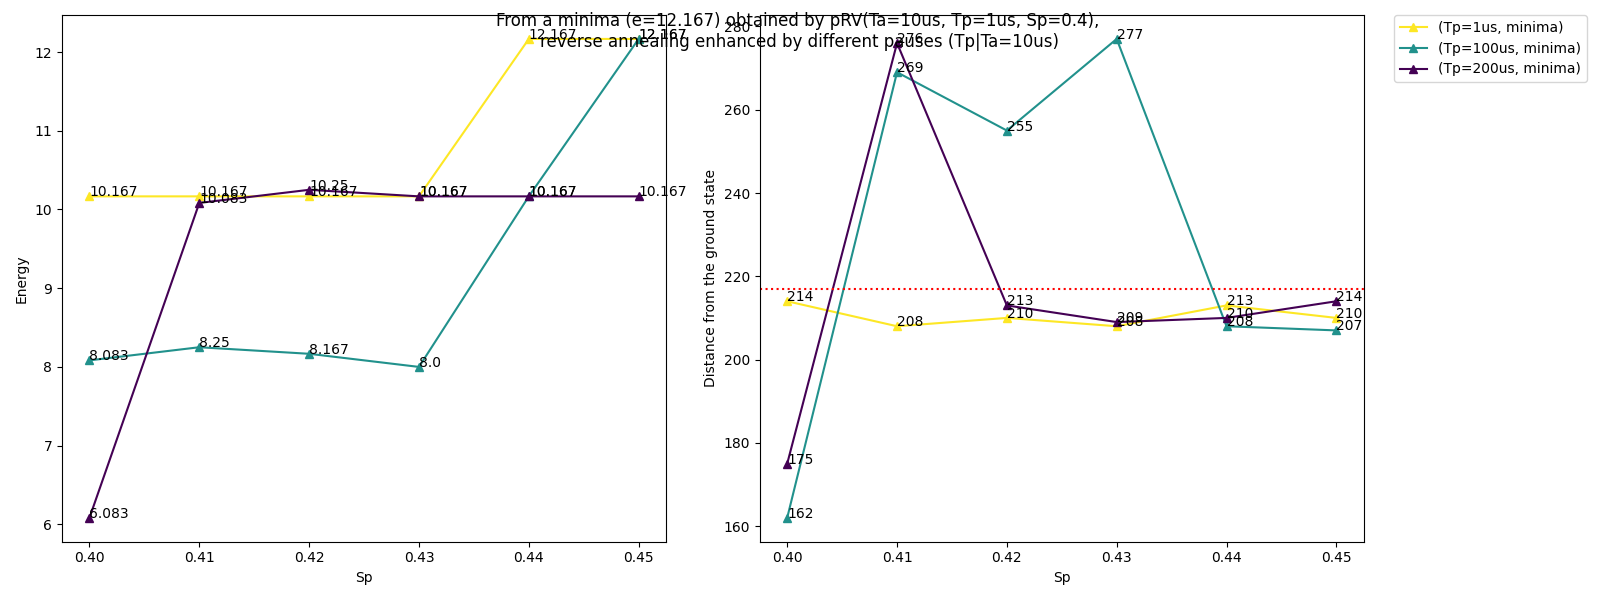 From a minima (e=12.167) obtained by pRV(Ta=10us, Tp=1us, Sp=0.4),
reverse annealing enhanced by different pauses (Tp|Ta=10us)
12
11
10
9
8
7
6
Energy
0.40 0.41 0.42 0.43 0.44 0.45
Sp
10.167 10.167 10.167 10.167 12.167 12.167
8.083 8.25 8.167 8.0 10.167 12.167
6.083 10.083 10.25 10.167 10.167 10.167
280
260
240
220
200
180
160
Distance from the ground state
0.40 0.41 0.42 0.43 0.44 0.45
Sp
214 208 210 208 213 210
162 269 255 277 208 207
175 276 213 209 210 214
(Tp=1us, minima)
(Tp=100us, minima)
(Tp=200us, minima)